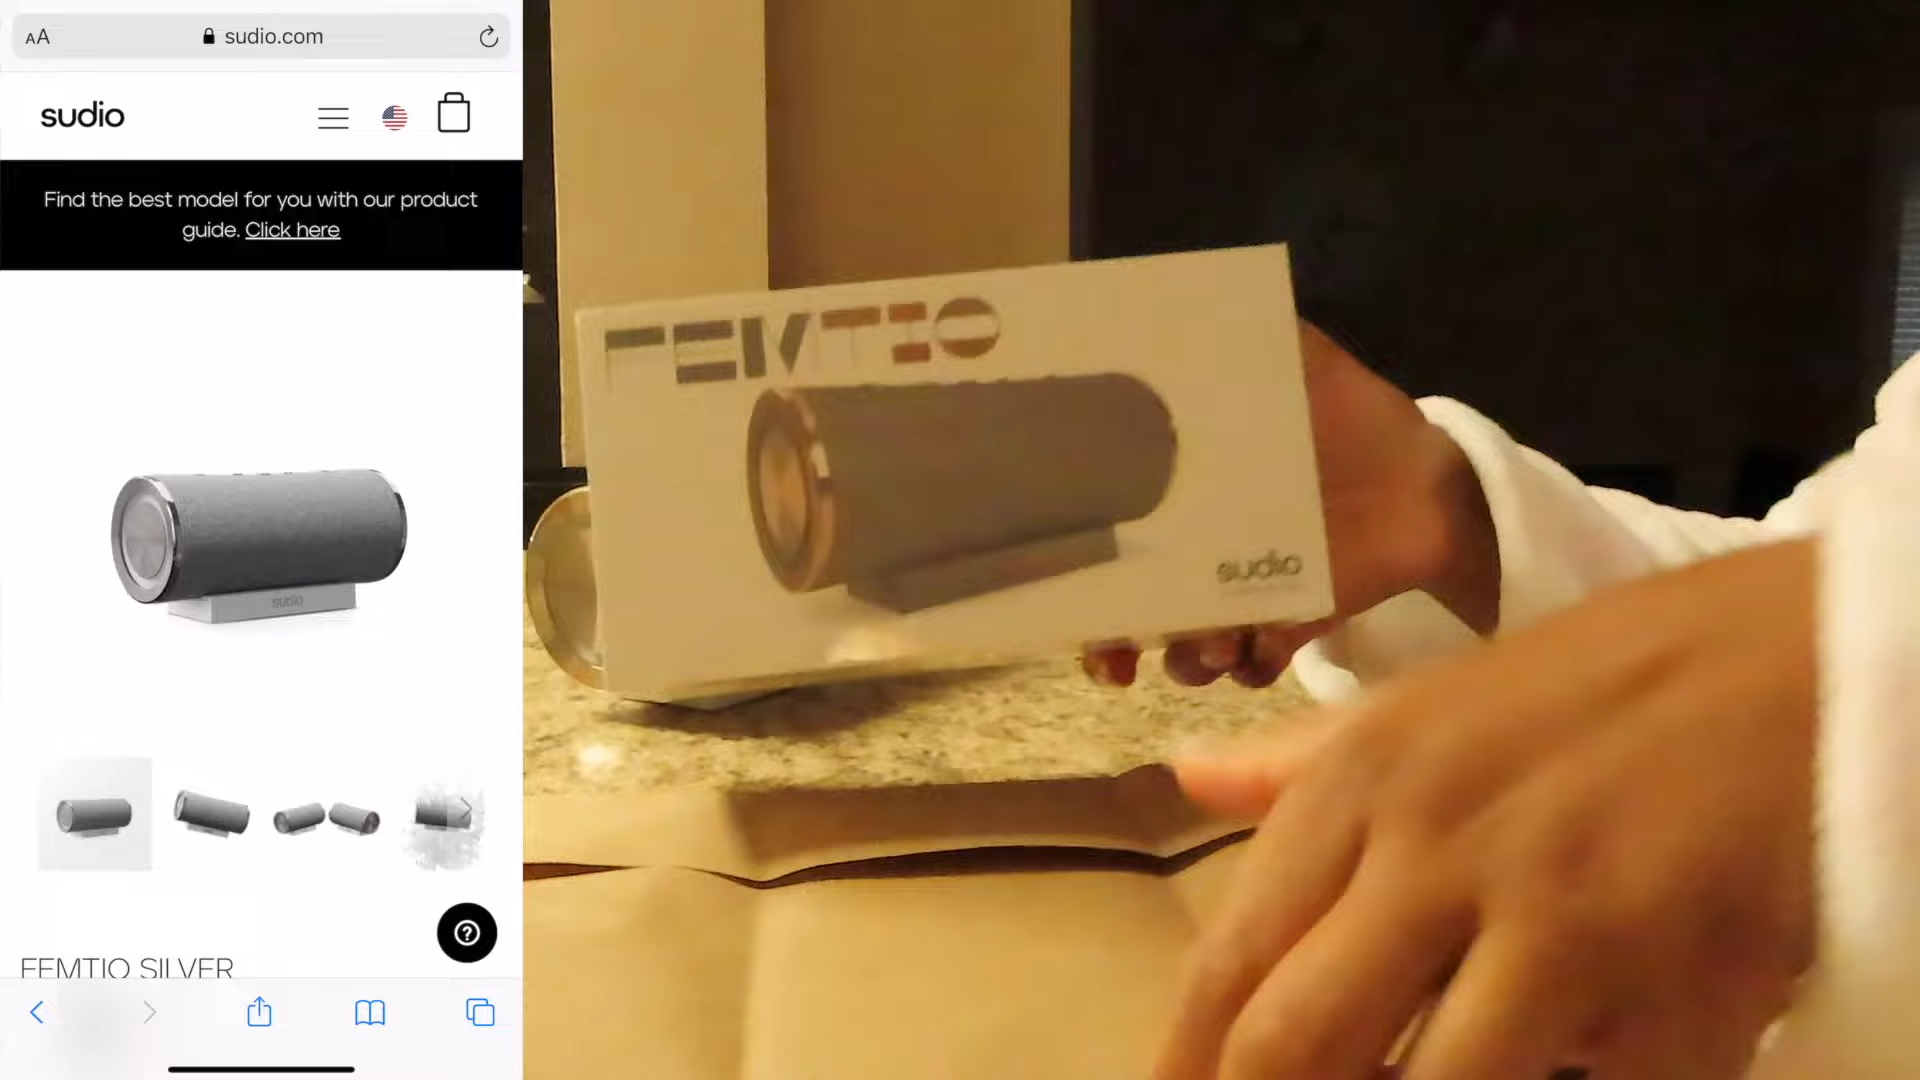 AA
sudio.com
sudio
Find the best model for you with our product
guide. Click here
sudio
FEMTIO SILVER
FEMTIO
sudio